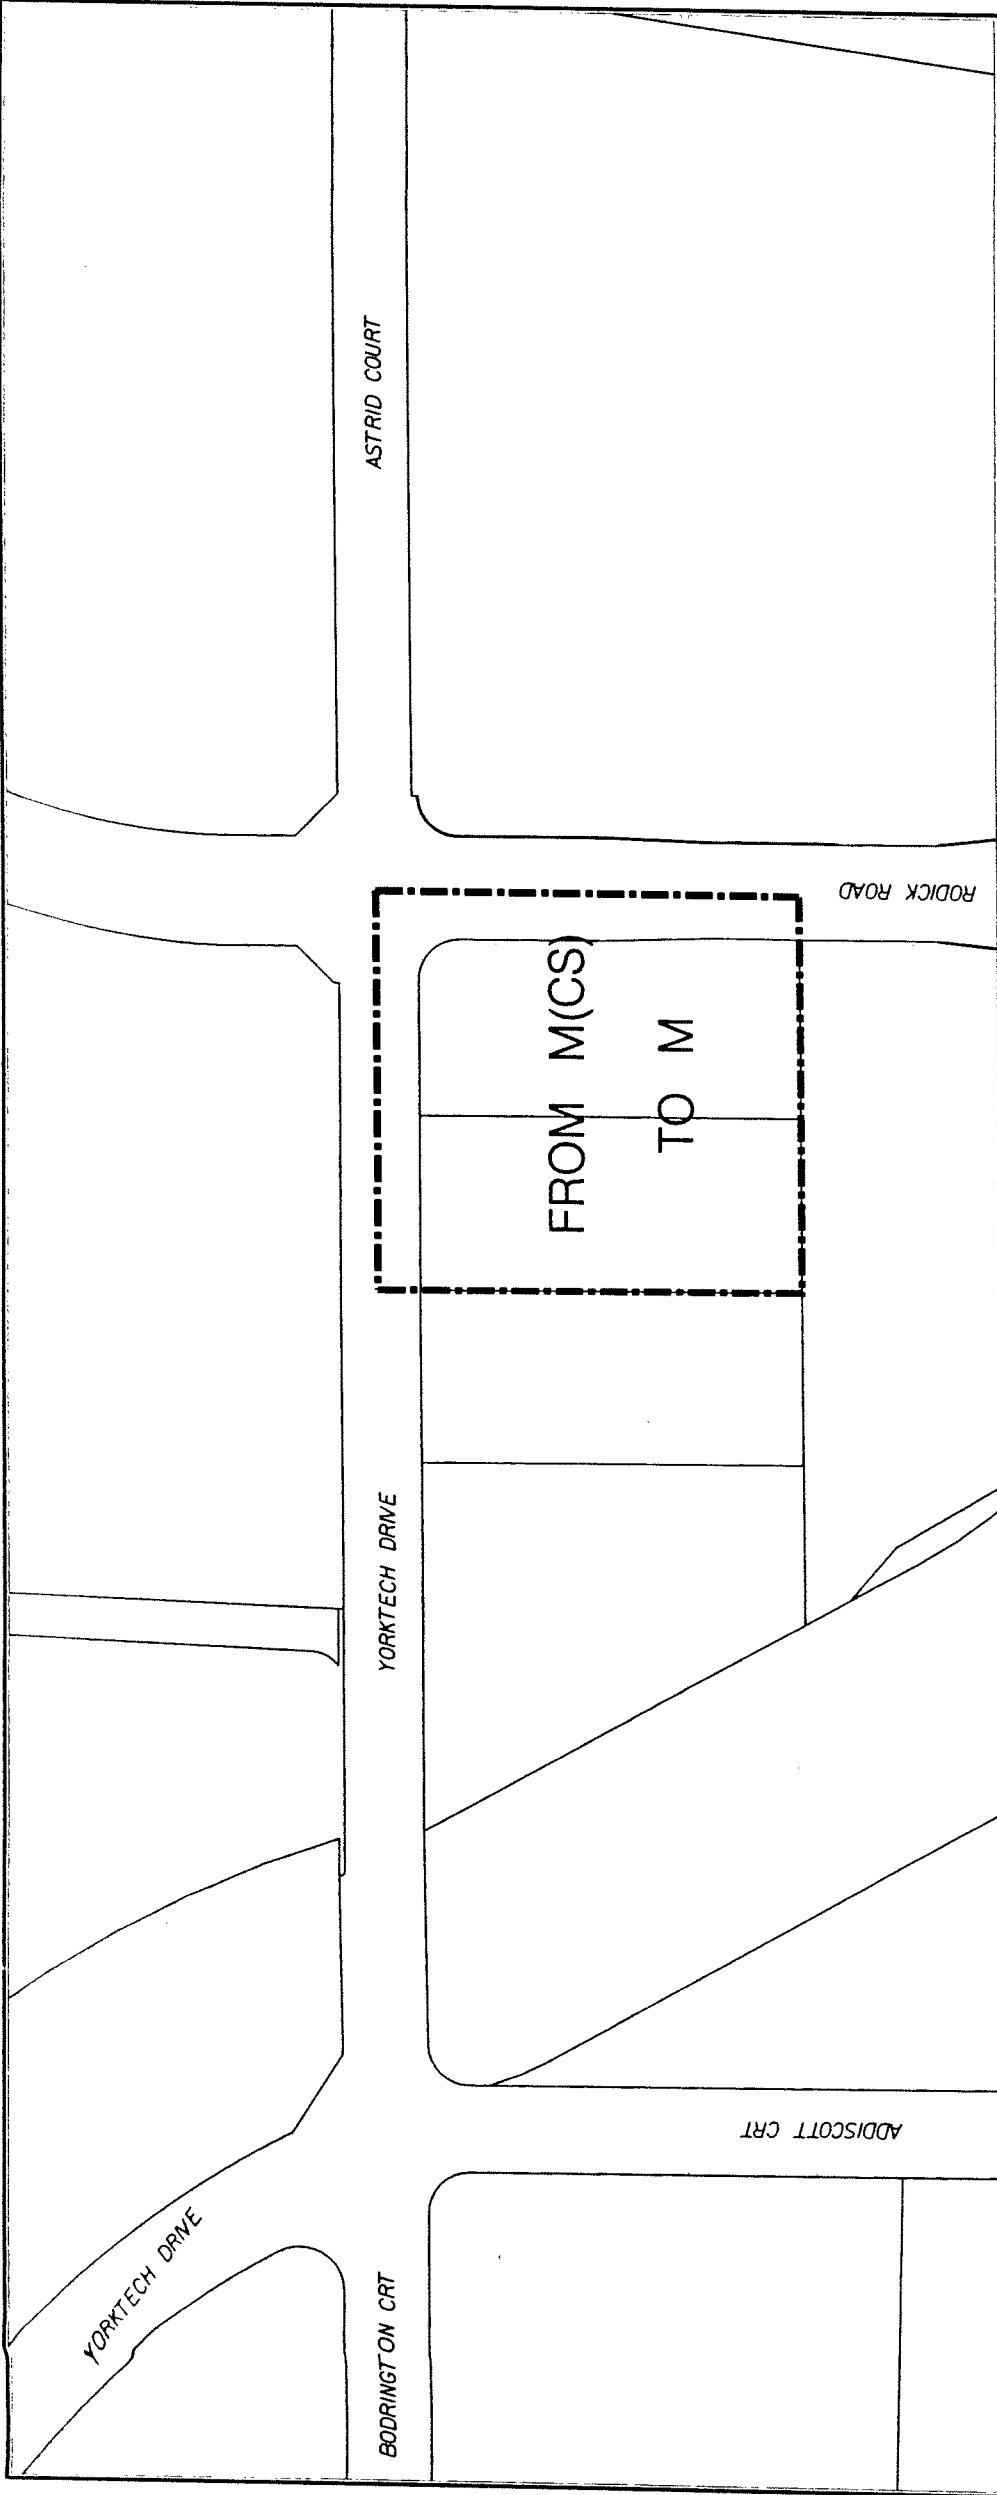 YORKTECH DRIVE
BODRINGTON CRT
ADDISCOTT CRT
YORKTECH DRIVE
FROM M(CS)
TO M
RODICK ROAD
ASTRID COURT